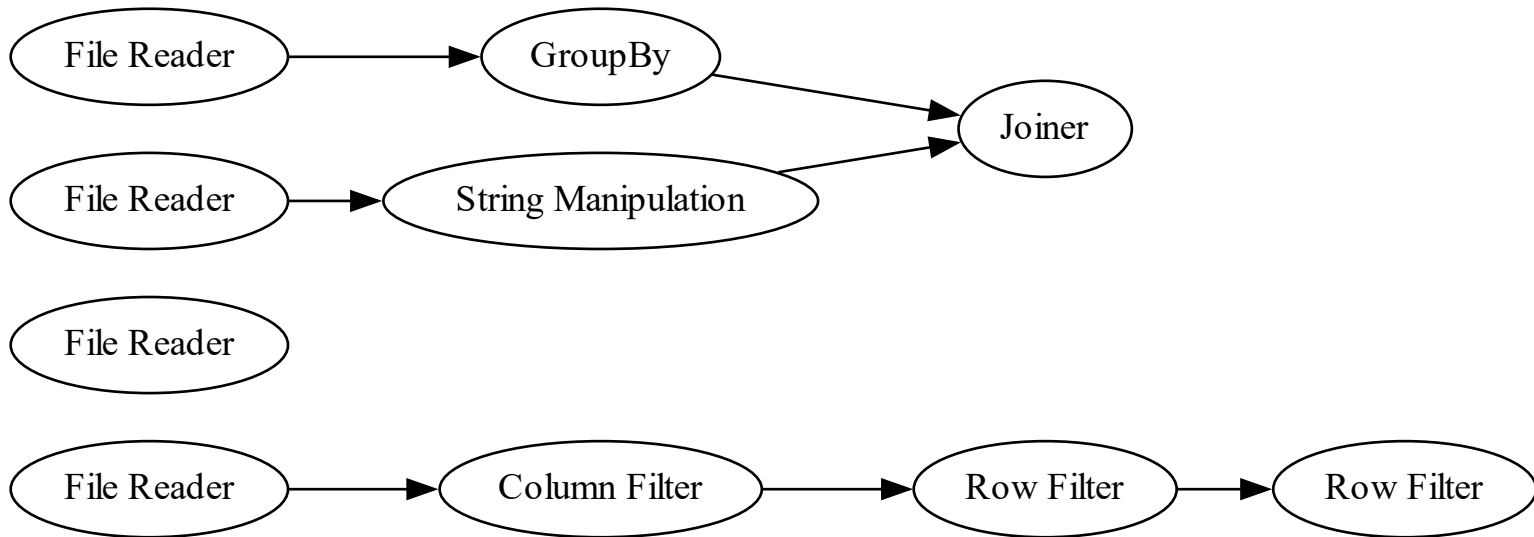 File Reader
GroupBy
Joiner
File Reader
String Manipulation
File Reader
File Reader
Column Filter
Row Filter
Row Filter